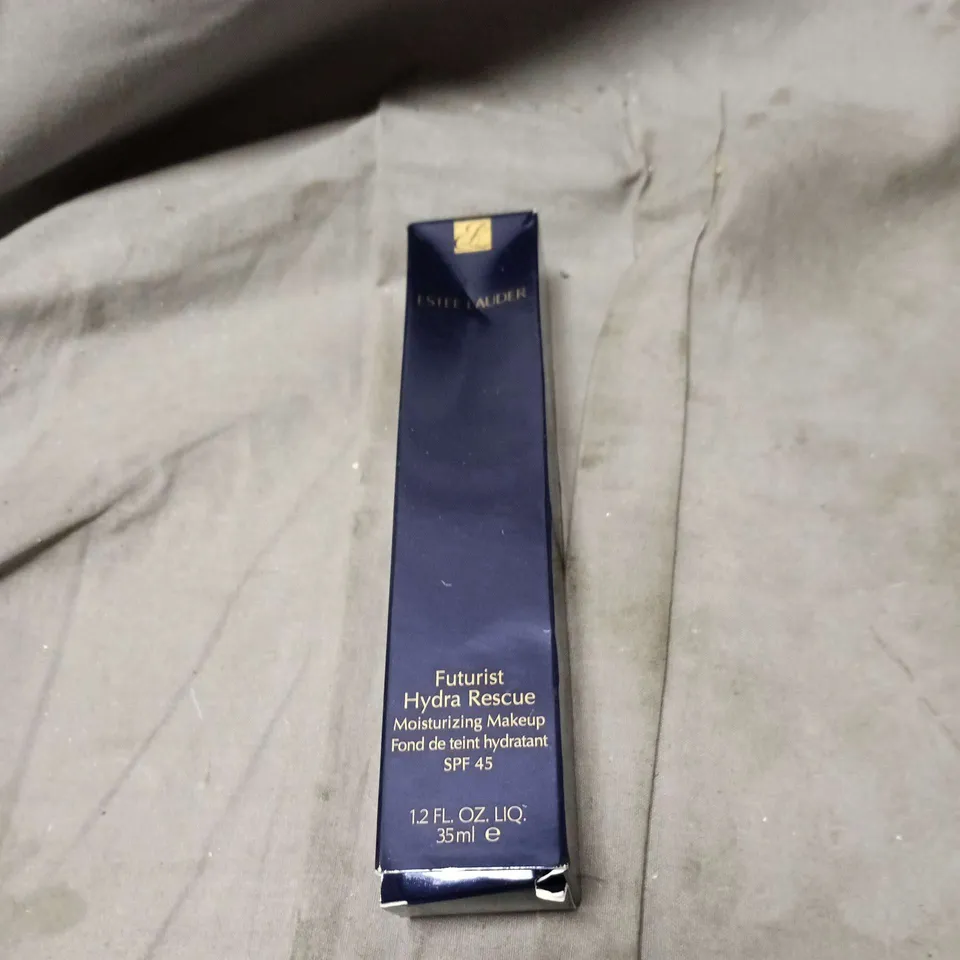 ESTEE LAUDER
Futurist
Hydra Rescue
Moisturizing Makeup
Fond de teint hydratant
SPF 45
1.2 FL. OZ. LIQ.
35ml e